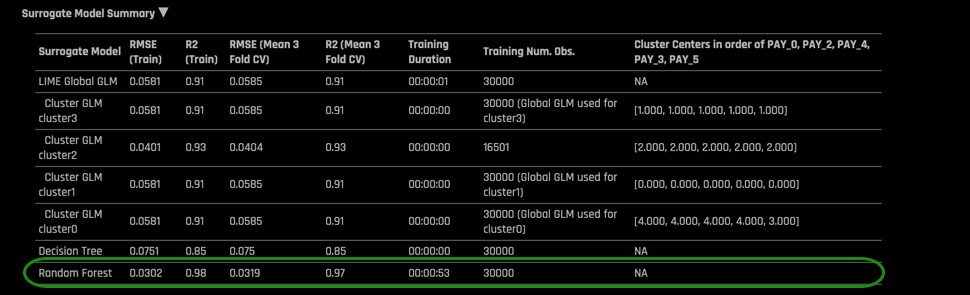 Surrogate Model Summary ▼
Surrogate Model RMSE (Train) R2 (Train) RMSE (Mean 3 Fold CV) R2 (Mean 3 Fold CV) Training Duration Training Num. Obs. Cluster Centers in order of PAY_0, PAY_2, PAY_4, PAY_3, PAY_5
LIME Global GLM 0.0581 0.91 0.0585 0.91 00:00:01 30000 NA
Cluster GLM cluster3 0.0581 0.91 0.0585 0.91 00:00:00 30000 (Global GLM used for cluster3) [1.000, 1.000, 1.000, 1.000, 1.000]
Cluster GLM cluster2 0.0401 0.93 0.0404 0.93 00:00:00 16501 [2.000, 2.000, 2.000, 2.000, 2.000]
Cluster GLM cluster1 0.0581 0.91 0.0585 0.91 00:00:00 30000 (Global GLM used for cluster1) [0.000, 0.000, 0.000, 0.000, 0.000]
Cluster GLM cluster0 0.0581 0.91 0.0585 0.91 00:00:00 30000 (Global GLM used for cluster0) [4.000, 4.000, 4.000, 4.000, 3.000]
Decision Tree 0.0751 0.85 0.075 0.85 00:00:00 30000 NA
Random Forest 0.0302 0.98 0.0319 0.97 00:00:53 30000 NA